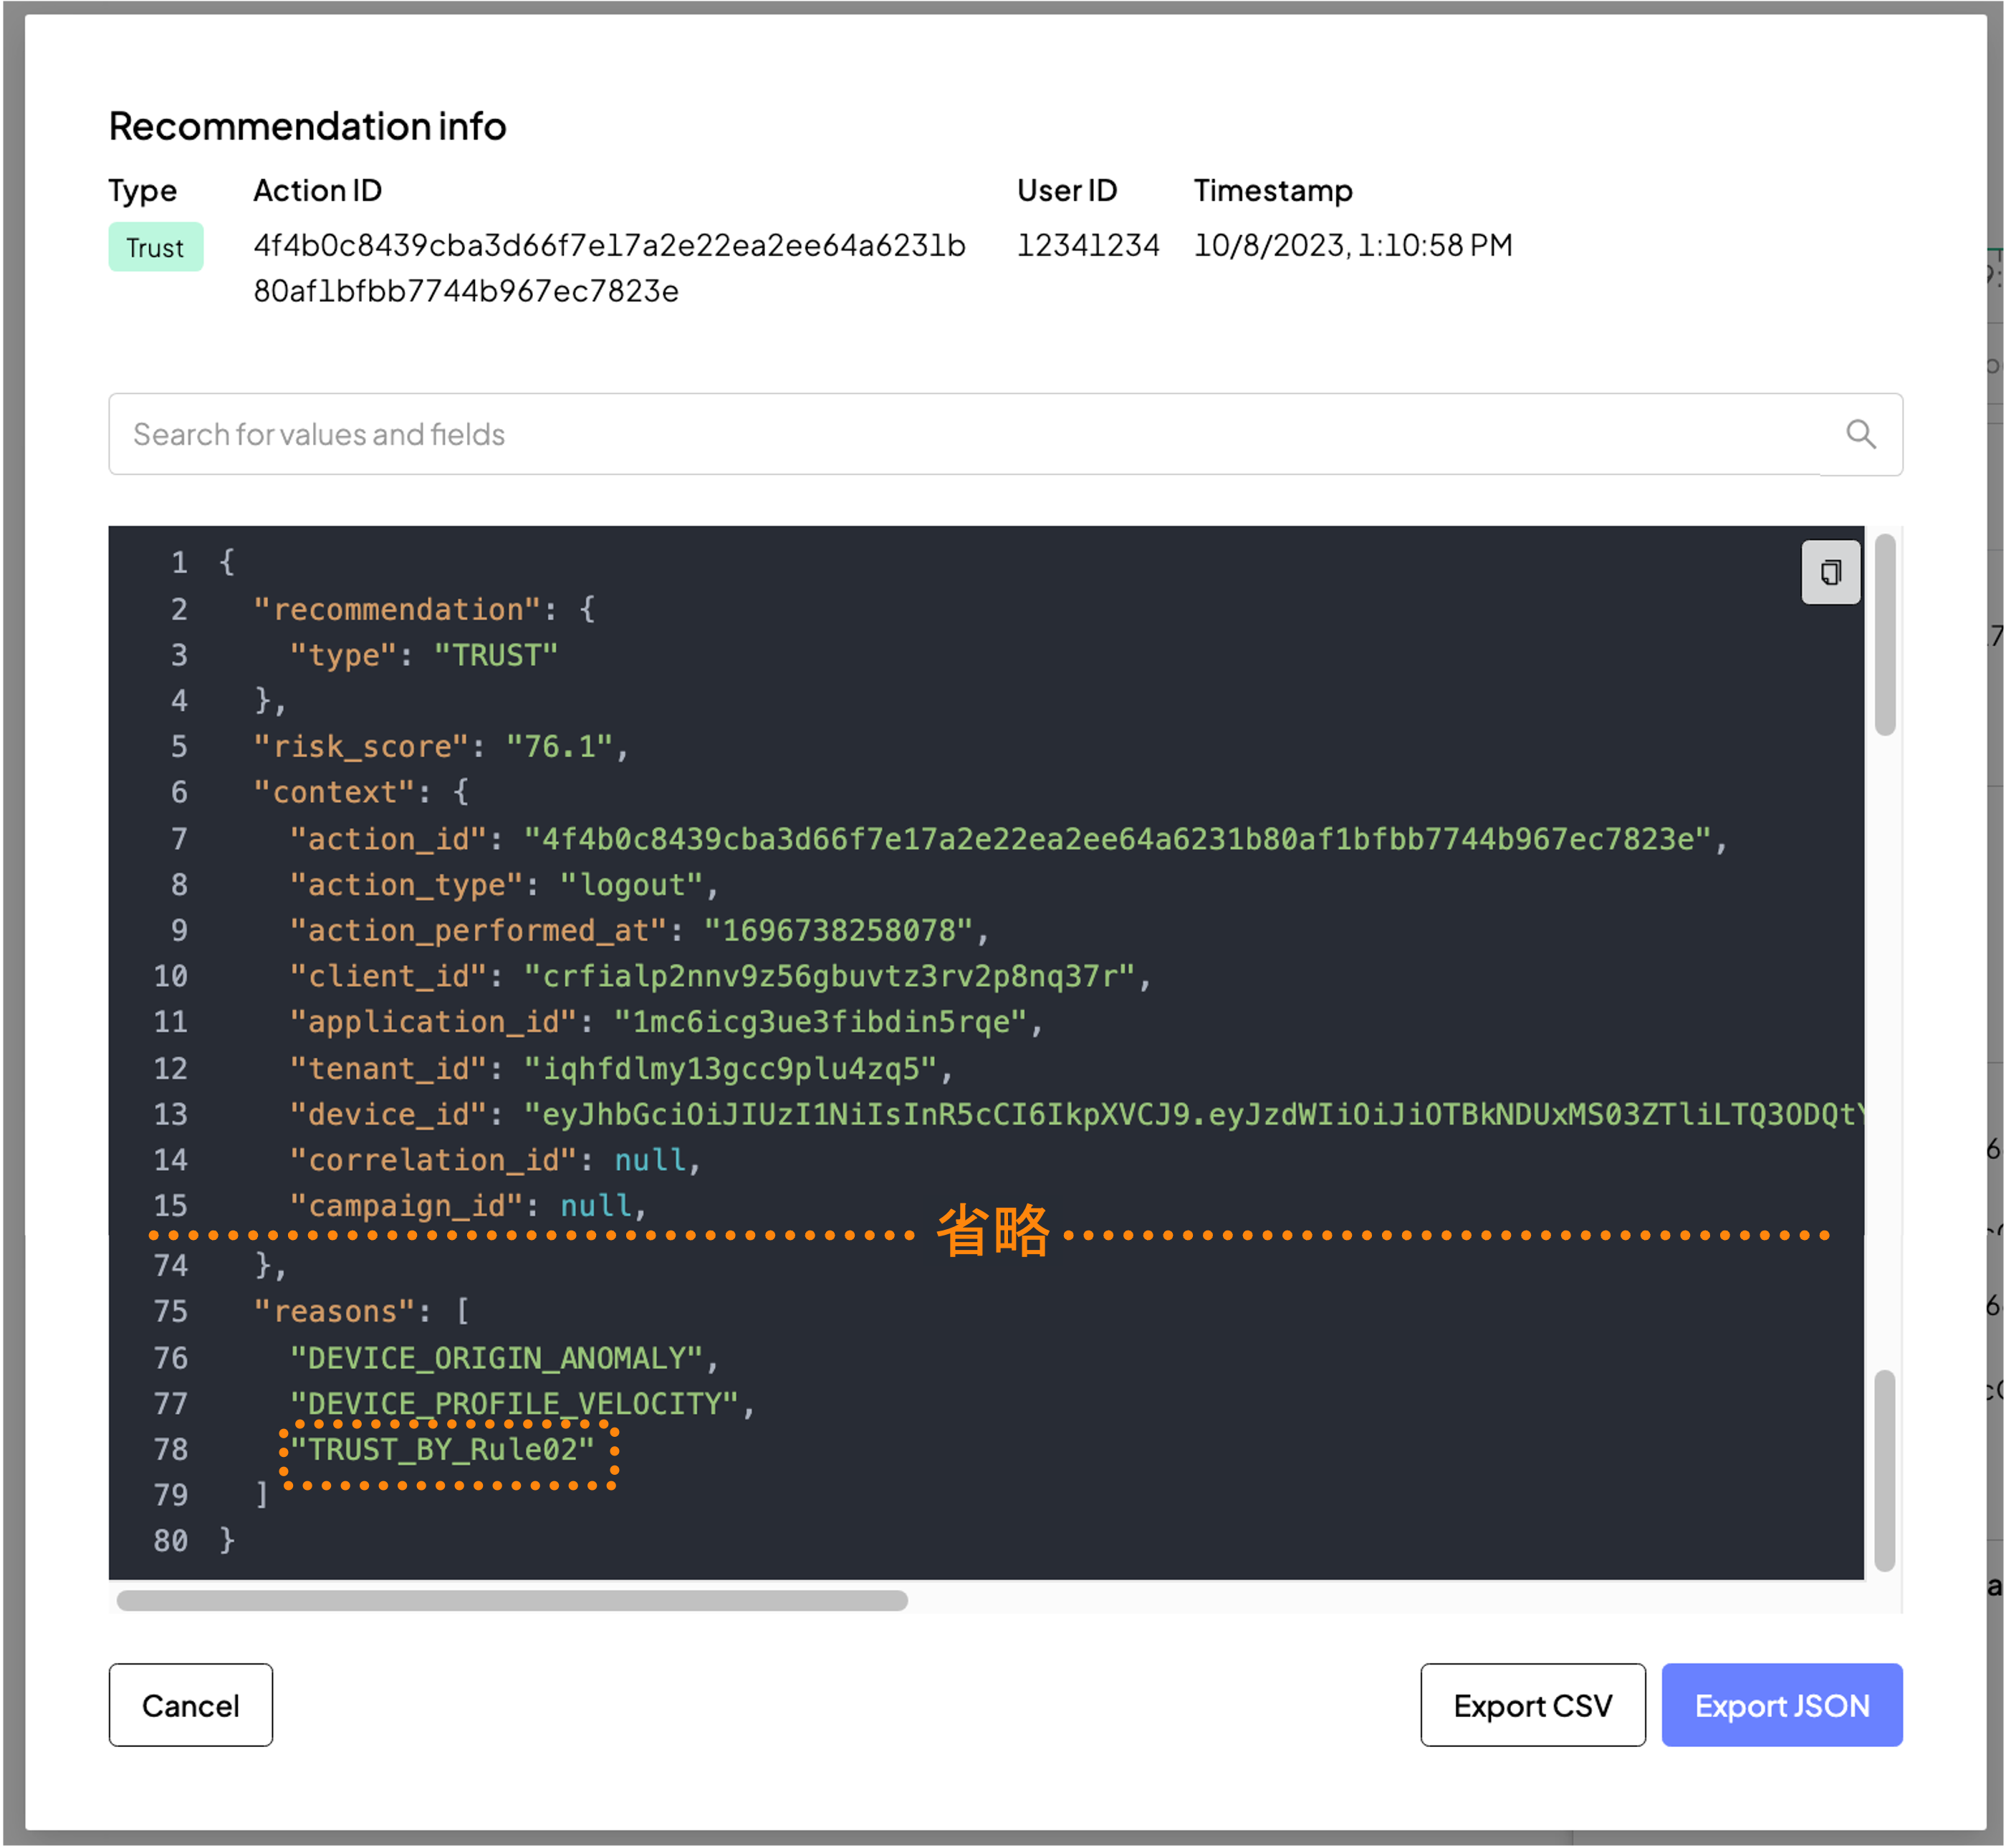 Recommendation info
Type Action ID User ID Timestamp
Trust 4f4b0c8439cba3d66f7e17a2e22ea2ee64a6231b 12341234 10/8/2023, 1:10:58 PM
80af1bfbb7744b967ec7823e
Search for values and fields
1 {
2 "recommendation": {
3 "type": "TRUST"
4 },
5 "risk_score": "76.1",
6 "context": {
7 "action_id": "4f4b0c8439cba3d66f7e17a2e22ea2ee64a6231b80af1bfbb7744b967ec7823e",
8 "action_type": "logout",
9 "action_performed_at": "1696738258078",
10 "client_id": "crfialp2nnv9z56gbuvtz3rv2p8nq37r",
11 "application_id": "1mc6icg3ue3fibdin5rqe",
12 "tenant_id": "iqhfdlmy13gcc9plu4zq5",
13 "device_id": "eyJhbGciOiJIUzI1NiIsInR5cCI6IkpXVCJ9.eyJzdWIiOiJiOTBkNDUxMS03ZTliLTQ3ODQtY
14 "correlation_id": null,
15 "campaign_id": null,
省略
74 },
75 "reasons": [
76 "DEVICE_ORIGIN_ANOMALY",
77 "DEVICE_PROFILE_VELOCITY",
78 "TRUST_BY_Rule02"
79 ]
80 }
Cancel Export CSV Export JSON